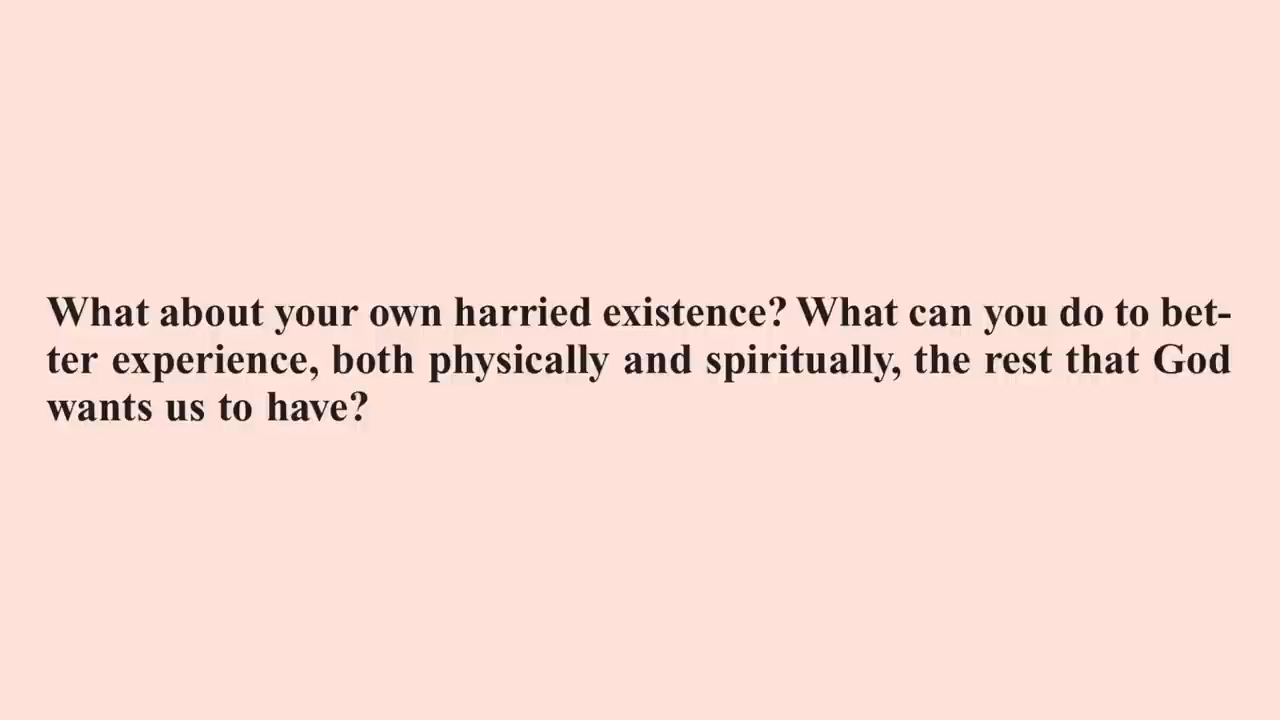 What about your own harried existence? What can you do to bet-
ter experience, both physically and spiritually, the rest that God
wants us to have?